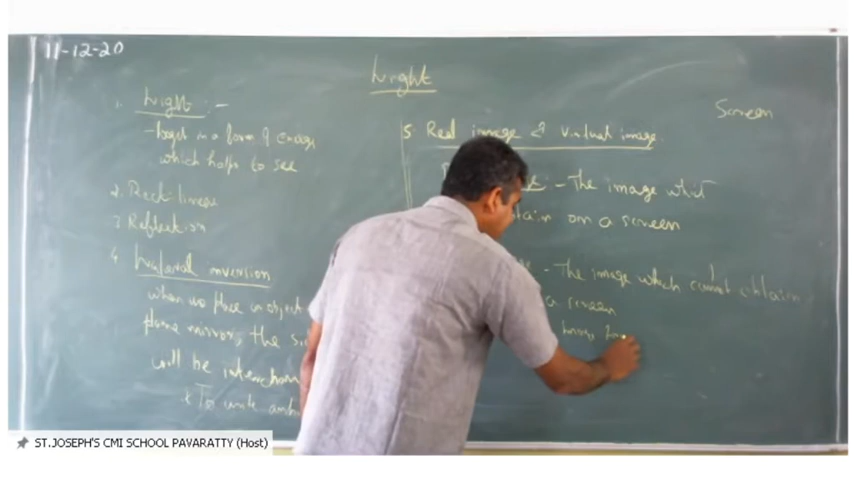 11-12-20
Light
Screen
1. Light :-
- Light is a form of energy
which helps to see
2. Rectilinear
3. Reflection
4. Lateral inversion
when we place an object
plane mirror, the
will be
* To write
5. Real image & virtual image.
- The image which
on a screen
- The image which cannot obtain
a screen
ST.JOSEPH'S CMI SCHOOL PAVARATTY (Host)